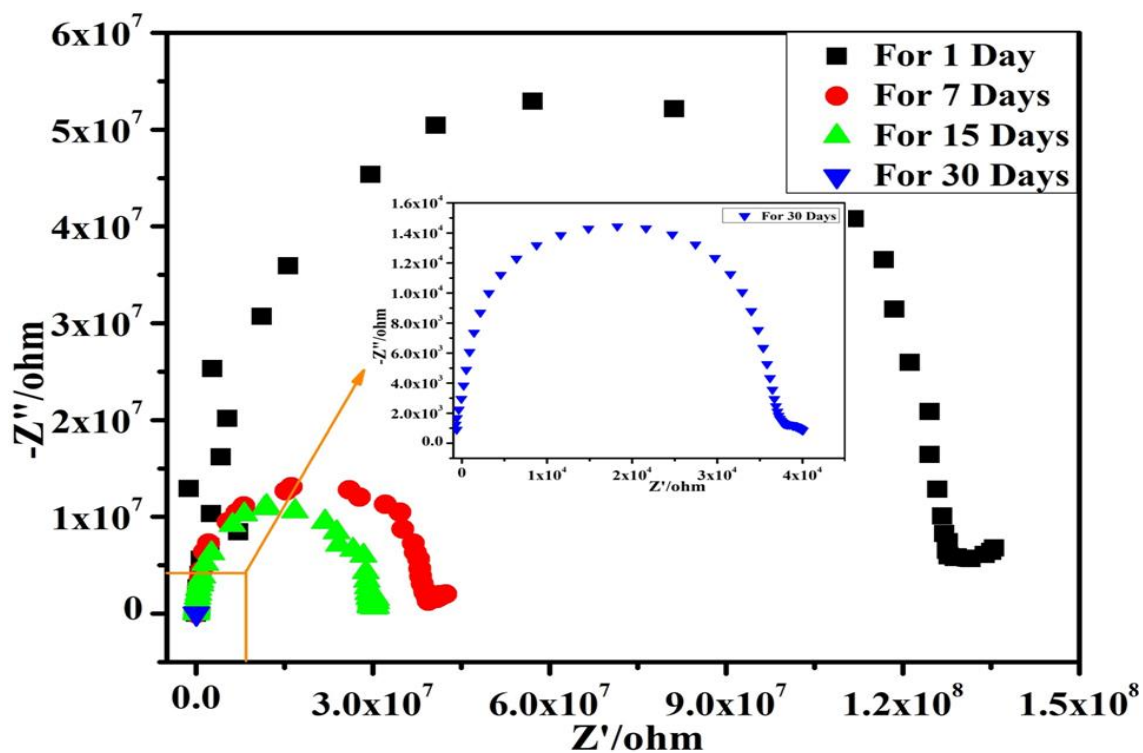 6x10⁷
5x10⁷
4x10⁷
3x10⁷
2x10⁷
1x10⁷
0
-Z''/ohm
0.0
3.0x10⁷
6.0x10⁷
9.0x10⁷
1.2x10⁸
1.5x10⁸
Z'/ohm
For 1 Day
For 7 Days
For 15 Days
For 30 Days
1.6x10⁴
1.4x10⁴
1.2x10⁴
1.0x10⁴
8.0x10³
6.0x10³
4.0x10³
2.0x10³
0.0
-Z''/ohm
For 30 Days
0
1x10⁴
2x10⁴
3x10⁴
4x10⁴
Z'/ohm